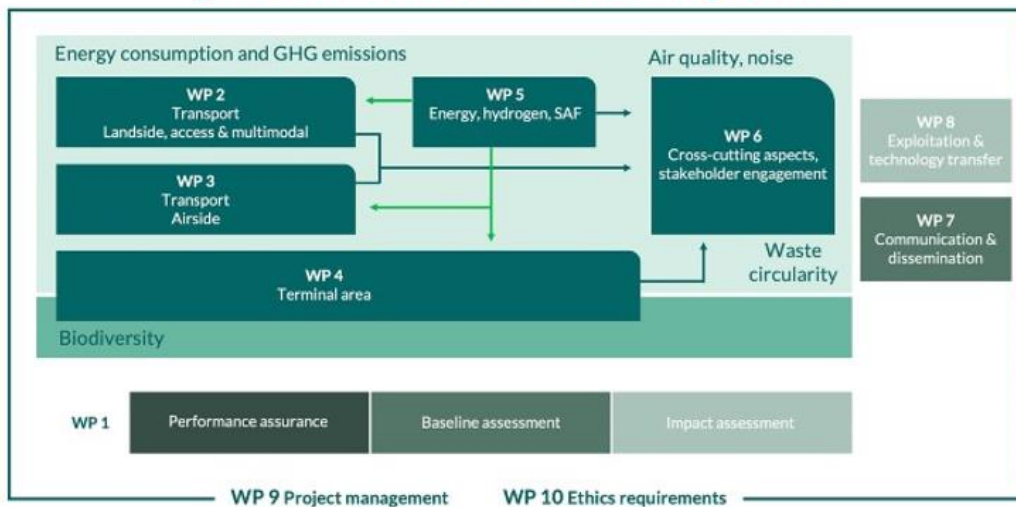 Energy consumption and GHG emissions
Air quality, noise
WP 2
Transport
Landside, access & multimodal
WP 5
Energy, hydrogen, SAF
WP 6
Cross-cutting aspects,
stakeholder engagement
WP 8
Exploitation &
technology transfer
WP 3
Transport
Airside
WP 7
Communication &
dissemination
WP 4
Terminal area
Waste
circularity
Biodiversity
WP 1
Performance assurance
Baseline assessment
Impact assessment
WP 9 Project management
WP 10 Ethics requirements